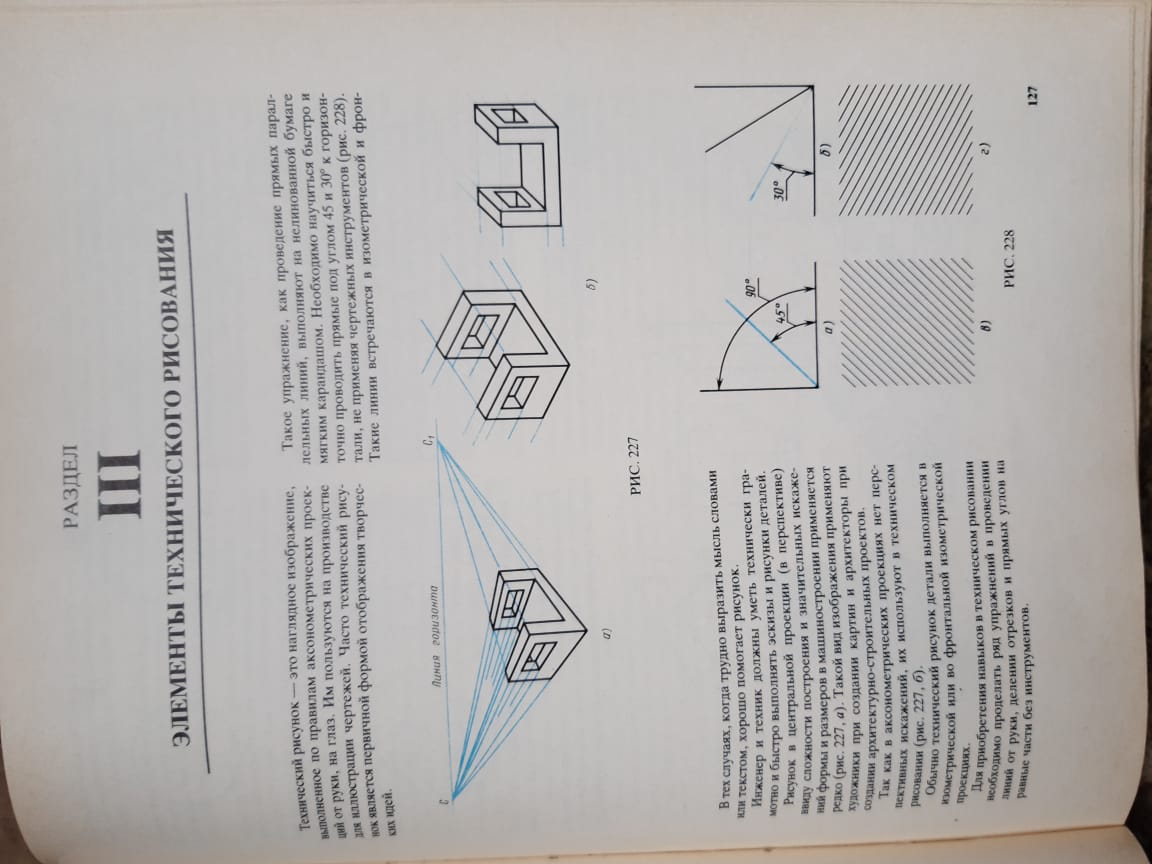 РАЗДЕЛ
III
ЭЛЕМЕНТЫ ТЕХНИЧЕСКОГО РИСОВАНИЯ
Технический рисунок — это наглядное изображение,
выполненное по правилам аксонометрических проек-
ций от руки, на глаз. Им пользуются на производстве
для иллюстрации чертежей. Часто технический рису-
нок является первичной формой отображения творчес-
ких идей.
Такое упражнение, как проведение прямых парал-
лельных линий, выполняют на нелинованной бумаге
мягким карандашом. Необходимо научиться быстро и
точно проводить прямые под углом 45 и 30° к горизон-
тали, не применяя чертежных инструментов (рис. 228).
Такие линии встречаются в изометрической и фрон-
C
Линия горизонта
C₁
а)
б)
РИС. 227
В тех случаях, когда трудно выразить мысль словами
или текстом, хорошо помогает рисунок.
Инженер и техник должны уметь технически гра-
мотно и быстро выполнять эскизы и рисунки деталей.
Рисунок в центральной проекции (в перспективе)
ввиду сложности построения и значительных искаже-
ний формы и размеров в машиностроении применяется
редко (рис. 227, а). Такой вид изображения применяют
художники при создании картин и архитекторы при
создании архитектурно-строительных проектов.
Так как в аксонометрических проекциях нет перс-
пективных искажений, их используют в техническом
рисовании (рис. 227, б).
Обычно технический рисунок детали выполняется в
изометрической или во фронтальной изометрической
проекциях.
Для приобретения навыков в техническом рисовании
необходимо проделать ряд упражнений в проведении
линий от руки, делении отрезков и прямых углов на
равные части без инструментов.
90°
45°
30°
а)
б)
в)
г)
РИС. 228
127